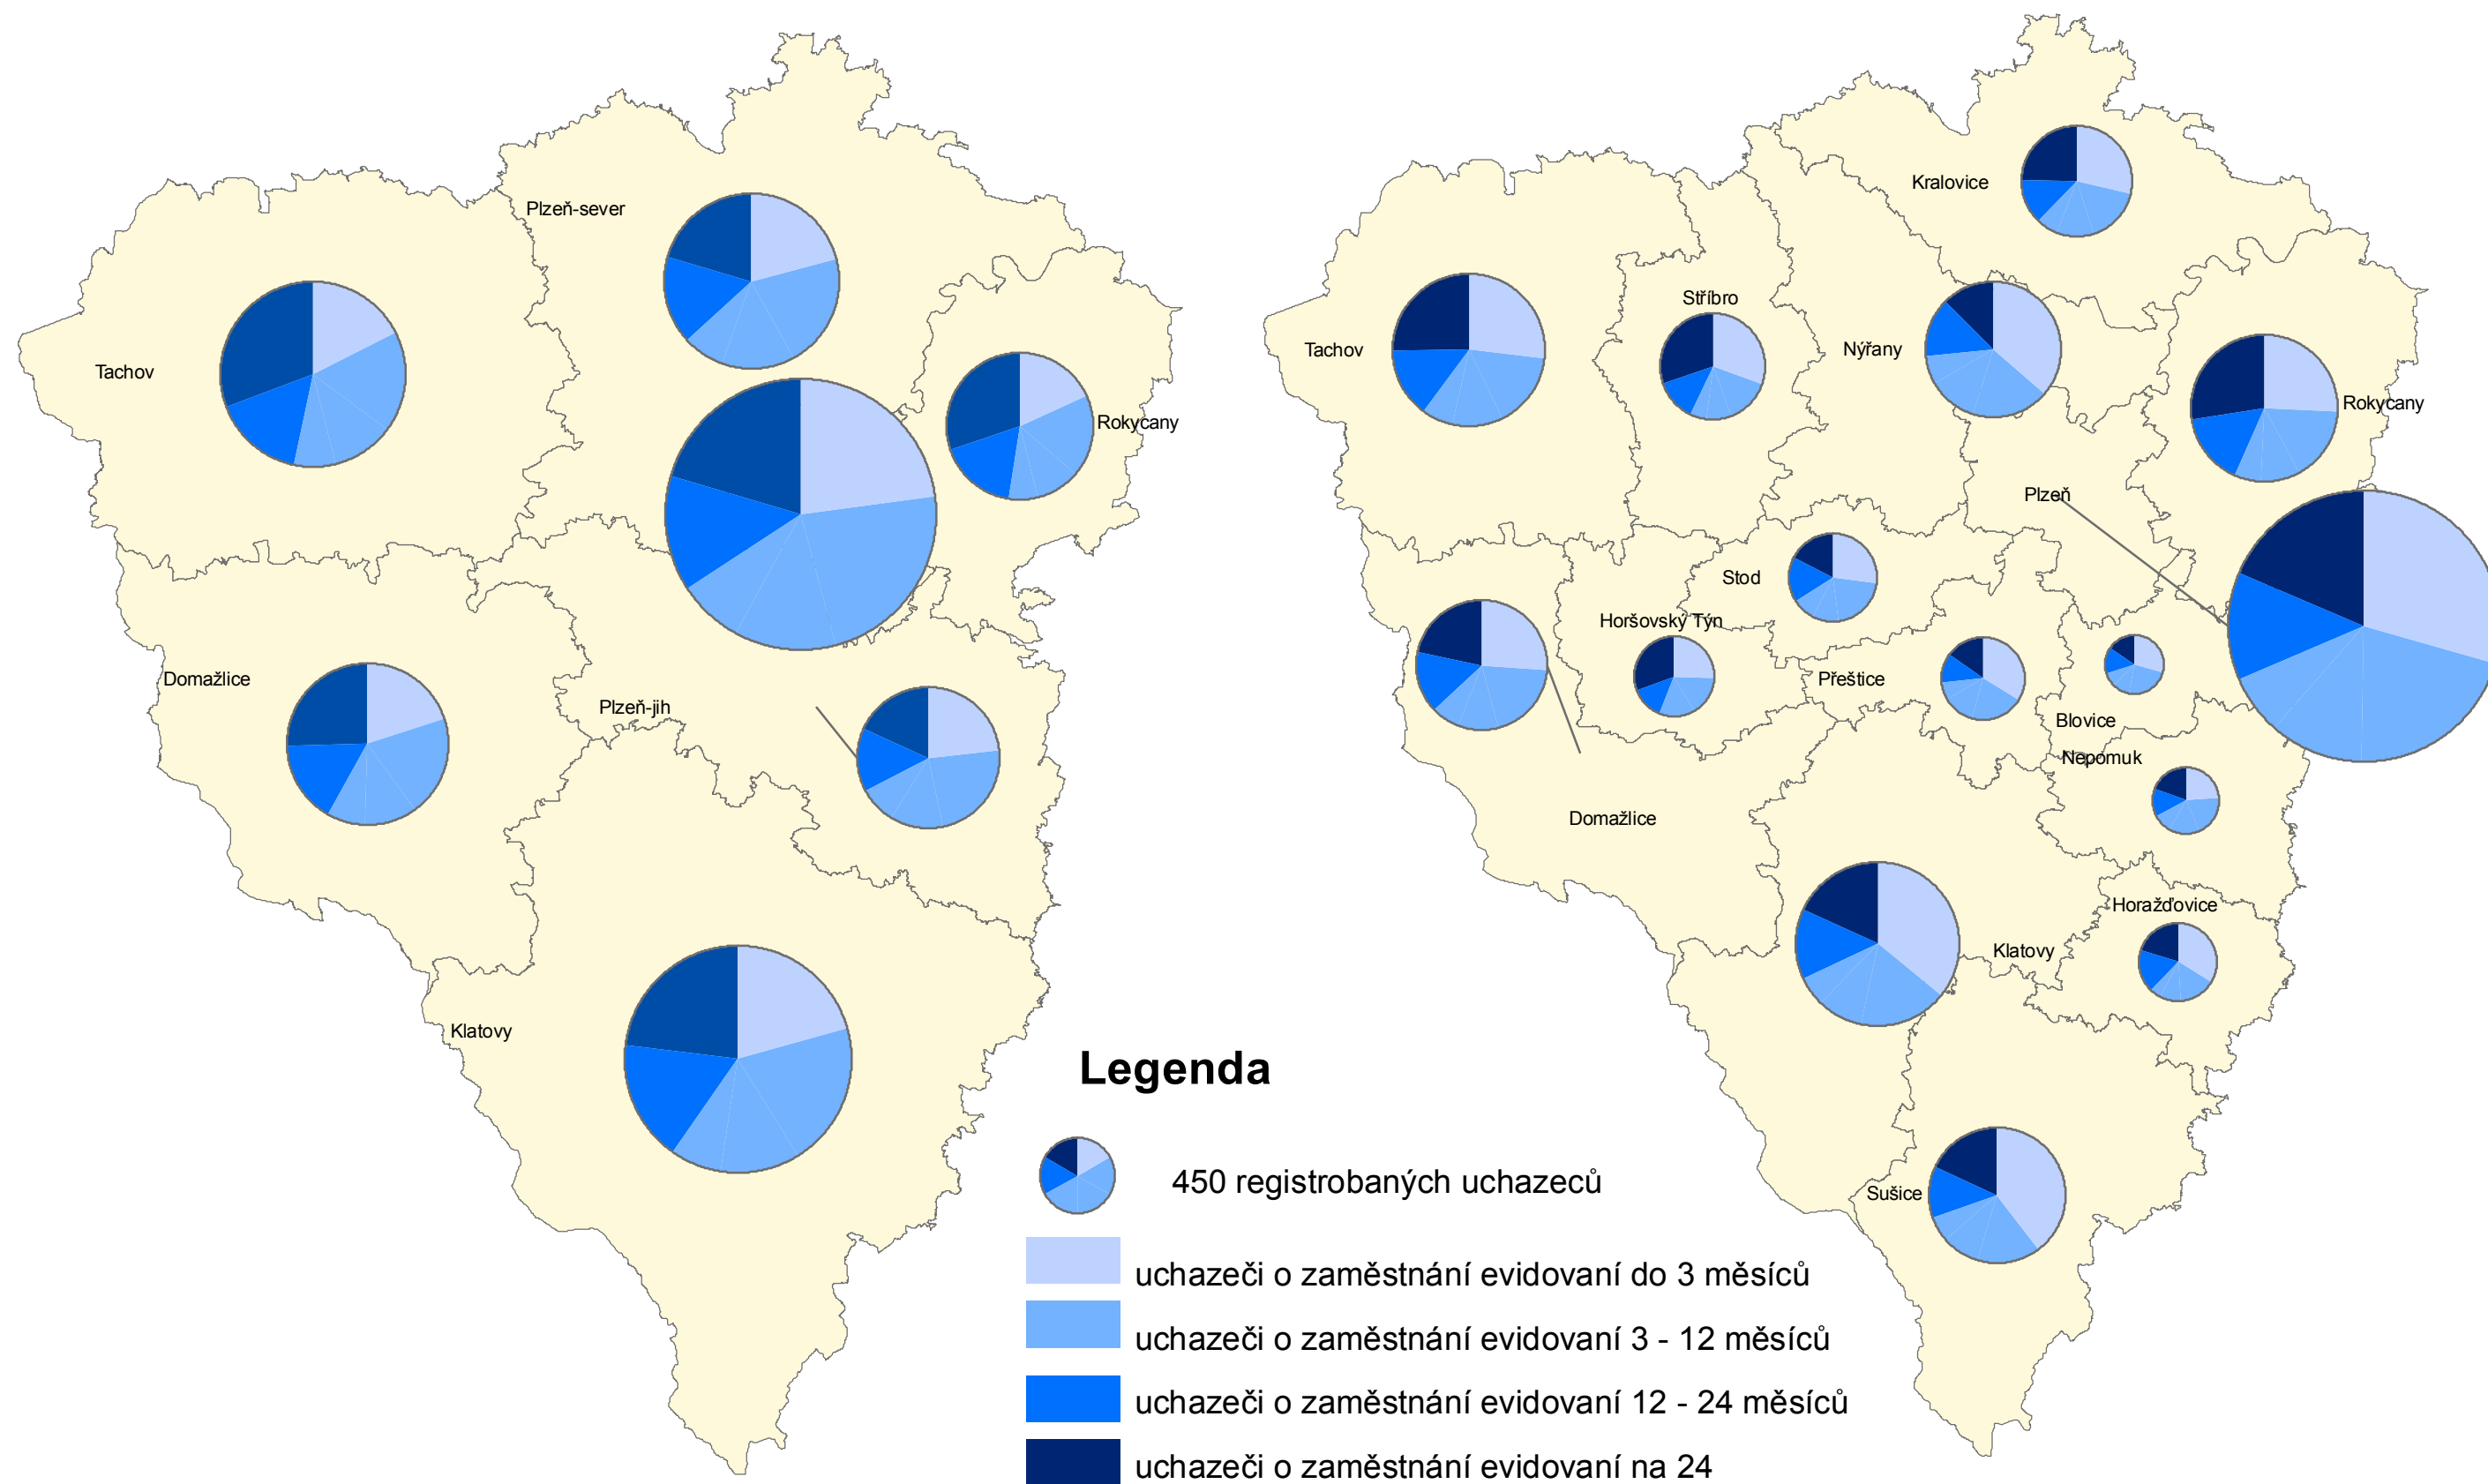 Plzeň-sever
Tachov
Rokycany
Domažlice
Plzeň-jih
Klatovy
Kralovice
Stříbro
Tachov
Nýřany
Rokycany
Plzeň
Stod
Horšovský Týn
Přeštice
Blovice
Nepomuk
Domažlice
Horažďovice
Klatovy
Sušice
Legenda
450 registrobaných uchazeců
uchazeči o zaměstnání evidovaní do 3 měsíců
uchazeči o zaměstnání evidovaní 3 - 12 měsíců
uchazeči o zaměstnání evidovaní 12 - 24 měsíců
uchazeči o zaměstnání evidovaní na 24